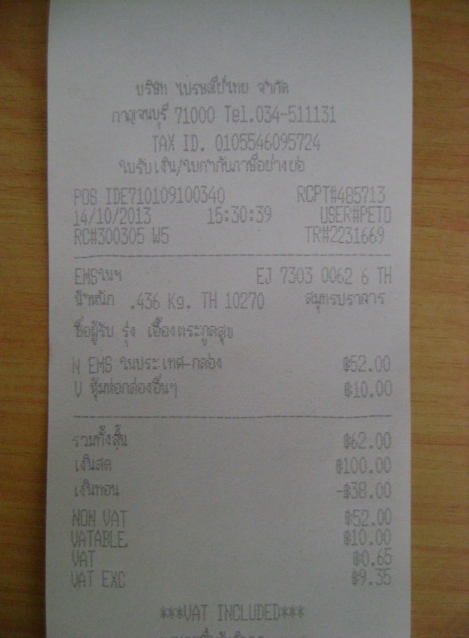 บริษัท ไปรษณีย์ไทย จำกัด
กาญจนบุรี 71000 Tel.034-511131
TAX ID. 0105546095724
ใบรับเงิน/ใบกำกับภาษีอย่างย่อ
POS IDE710109100340 RCPT#485713
14/10/2013 15:30:39 USER#PETO
RC#300305 W5 TR#2231669
EMSในฯ EJ 7303 0062 6 TH
น้ำหนัก .436 Kg. TH 10270 สมุทรปราการ
ชื่อผู้รับ รุ่ง เอื้องตระกูลสุข
N EMS ในประเทศ-กล่อง ฿52.00
V หุ้มห่อกล่องอื่นๆ ฿10.00
รวมทั้งสิ้น ฿62.00
เงินสด ฿100.00
เงินทอน -฿38.00
NON VAT ฿52.00
VATABLE ฿10.00
VAT ฿0.65
VAT EXC ฿9.35
***VAT INCLUDED***